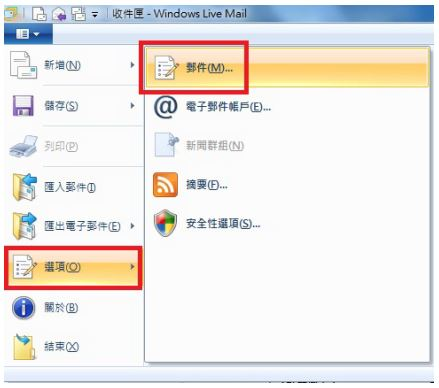 收件匣 - Windows Live Mail
新增(N)
儲存(S)
列印(P)
匯入郵件(I)
匯出電子郵件(E)
選項(O)
關於(B)
結束(X)
郵件(M)...
電子郵件帳戶(E)...
新聞群組(N)
摘要(F)...
安全性選項(S)...